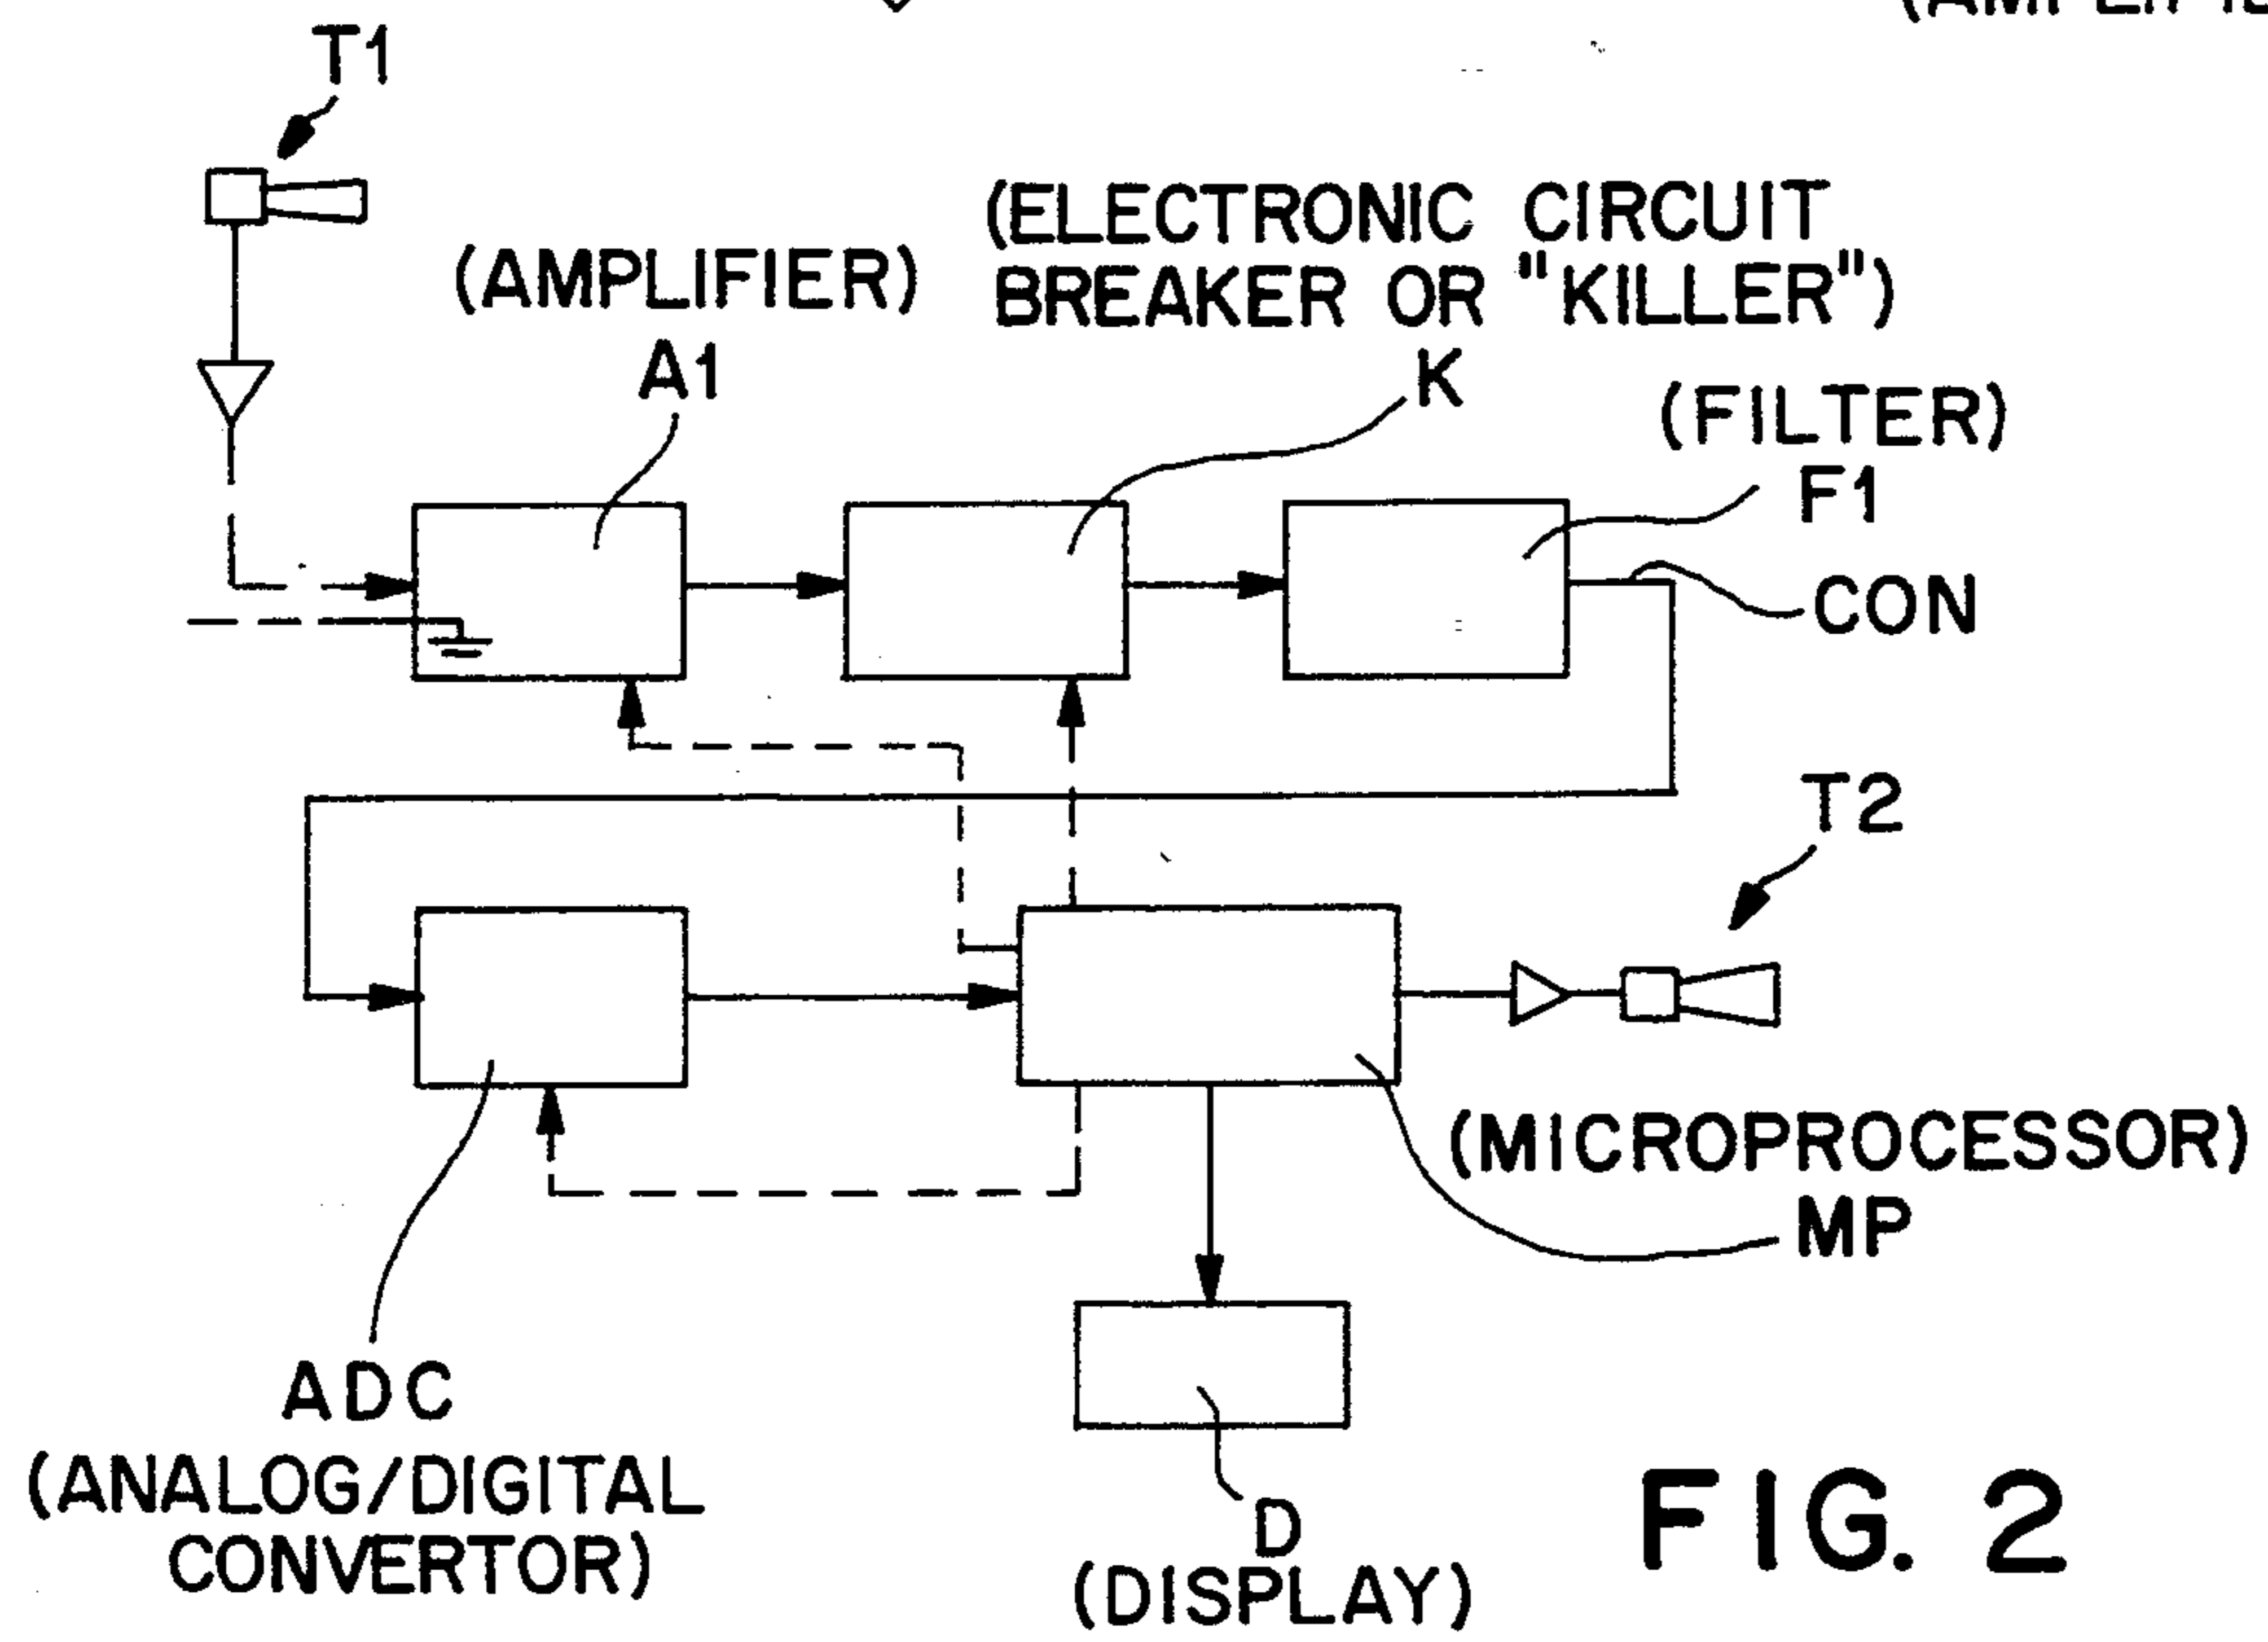 T1
(AMPLIFIER)
A1
(ELECTRONIC CIRCUIT
BREAKER OR "KILLER")
K
(FILTER)
F1
CON
T2
(MICROPROCESSOR)
MP
ADC
(ANALOG/DIGITAL
CONVERTOR)
D
(DISPLAY)
FIG. 2